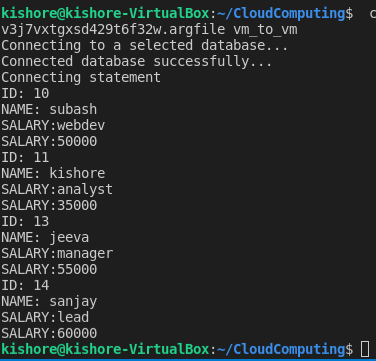 kishore@kishore-VirtualBox:~/CloudComputing$ c
v3j7vxtgxsd429t6f32w.argfile vm_to_vm
Connecting to a selected database...
Connected database successfully...
Connecting statement
ID: 10
NAME: subash
SALARY:webdev
SALARY:50000
ID: 11
NAME: kishore
SALARY:analyst
SALARY:35000
ID: 13
NAME: jeeva
SALARY:manager
SALARY:55000
ID: 14
NAME: sanjay
SALARY:lead
SALARY:60000
kishore@kishore-VirtualBox:~/CloudComputing$